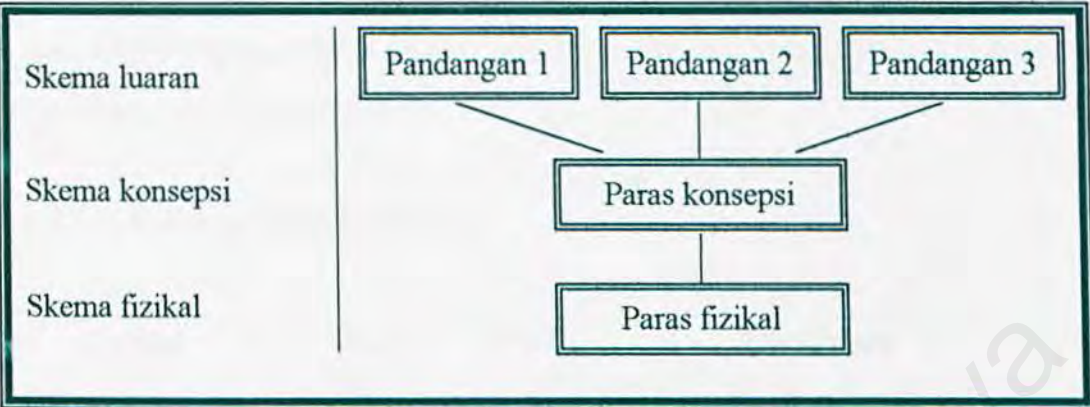 Skema luaran
Pandangan 1
Pandangan 2
Pandangan 3
Skema konsepsi
Paras konsepsi
Skema fizikal
Paras fizikal